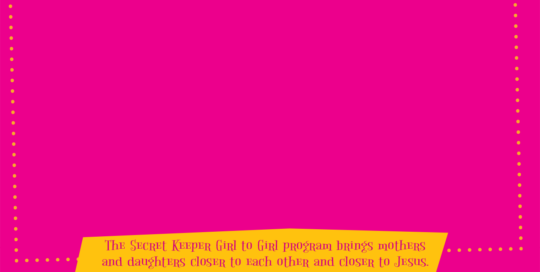 The Secret Keeper Girl to Girl program brings mothers
and daughters closer to each other and closer to Jesus.